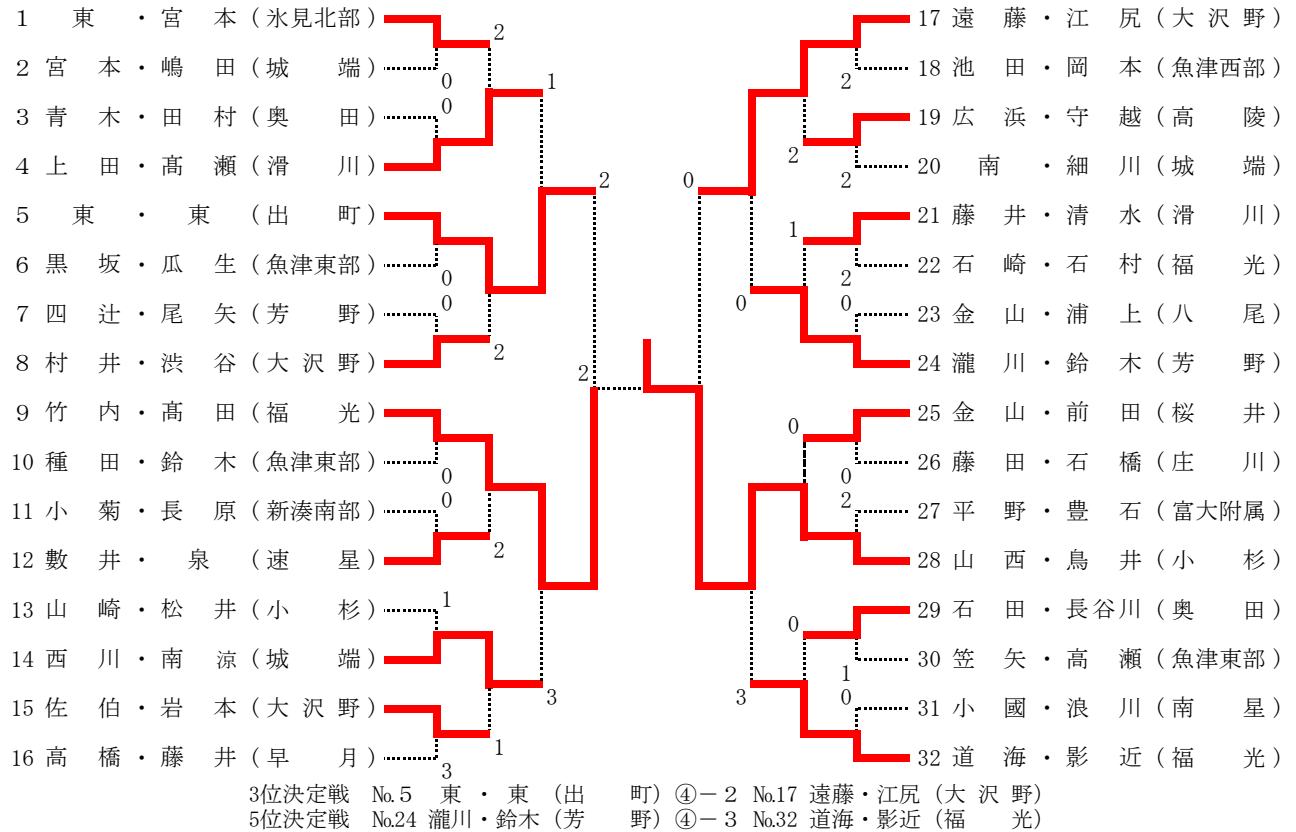 1 東 ・ 宮 本 ( 氷見北部 )
2 宮 本 ・ 嶋 田 ( 城 端 )
3 青 木 ・ 田 村 ( 奥 田 )
4 上 田 ・ 髙 瀬 ( 滑 川 )
5 東 ・ 東 ( 出 町 )
6 黒 坂 ・ 瓜 生 ( 魚津東部 )
7 四 辻 ・ 尾 矢 ( 芳 野 )
8 村 井 ・ 渋 谷 ( 大 沢 野 )
9 竹 内 ・ 髙 田 ( 福 光 )
10 種 田 ・ 鈴 木 ( 魚津東部 )
11 小 菊 ・ 長 原 ( 新湊南部 )
12 數 井 ・ 泉 ( 速 星 )
13 山 崎 ・ 松 井 ( 小 杉 )
14 西 川 ・ 南 涼 ( 城 端 )
15 佐 伯 ・ 岩 本 ( 大 沢 野 )
16 高 橋 ・ 藤 井 ( 早 月 )
2
0
0
1
0
0
2
2
0
0
2
1
3
1
3
2
2
0
2
2
2
1
2
0
0
0
0
2
0
1
0
3
17 遠 藤 ・ 江 尻 ( 大 沢 野 )
18 池 田 ・ 岡 本 ( 魚津西部 )
19 広 浜 ・ 守 越 ( 高 陵 )
20 南 ・ 細 川 ( 城 端 )
21 藤 井 ・ 清 水 ( 滑 川 )
22 石 崎 ・ 石 村 ( 福 光 )
23 金 山 ・ 浦 上 ( 八 尾 )
24 瀧 川 ・ 鈴 木 ( 芳 野 )
25 金 山 ・ 前 田 ( 桜 井 )
26 藤 田 ・ 石 橋 ( 庄 川 )
27 平 野 ・ 豊 石 ( 富大附属 )
28 山 西 ・ 鳥 井 ( 小 杉 )
29 石 田 ・ 長谷川 ( 奥 田 )
30 笠 矢 ・ 高 瀬 ( 魚津東部 )
31 小 國 ・ 浪 川 ( 南 星 )
32 道 海 ・ 影 近 ( 福 光 )
3位決定戦 №5 東 ・ 東 (出 町) ④－2 №17 遠藤・江尻 (大 沢 野)
5位決定戦 №24 瀧川・鈴木 (芳 野) ④－3 №32 道海・影近 (福 光)